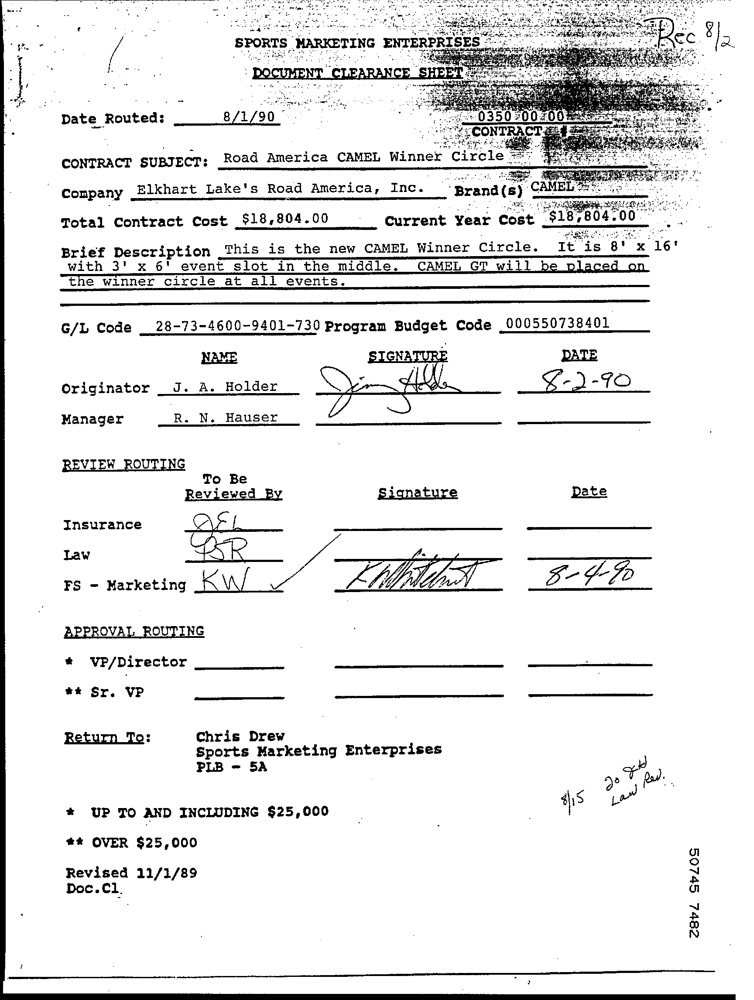 Rec 8/2
SPORTS MARKETING ENTERPRISES
DOCUMENT CLEARANCE SHEET
Date Routed: 8/1/90 0350-00-00
CONTRACT #
CONTRACT SUBJECT: Road America CAMEL Winner Circle
Company Elkhart Lake's Road America, Inc. Brand(s) CAMEL
Total Contract Cost $18,804.00 Current Year Cost $18,804.00
Brief Description This is the new CAMEL Winner Circle. It is 8' x 16'
with 3' x 6' event slot in the middle. CAMEL GT will be placed on
the winner circle at all events.
G/L Code 28-73-4600-9401-730 Program Budget Code 000550738401
NAME SIGNATURE DATE
Originator J. A. Holder Jim Holder 8-2-90
Manager R. N. Hauser
REVIEW ROUTING
To Be
Reviewed By Signature Date
Insurance JEL
Law BR
FS - Marketing KW 8-4-90
APPROVAL ROUTING
* VP/Director
** Sr. VP
Return To: Chris Drew
Sports Marketing Enterprises
PLB - 5A
8/15 Law Rev.
* UP TO AND INCLUDING $25,000
** OVER $25,000
Revised 11/1/89
Doc.Cl.
50745 7482